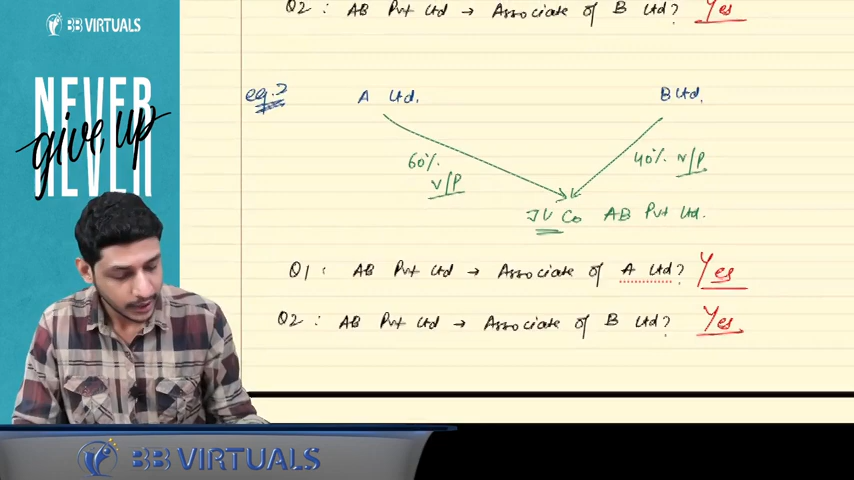 BB VIRTUALS
Q2: AB Pvt Ltd → Associate of B Ltd? Yes
NEVER
give up
NEVER
eg.2 A Ltd. B Ltd.
60%. V/P
40%. V/P
JV Co AB Pvt Ltd.
Q1: AB Pvt Ltd → Associate of A Ltd? Yes
Q2: AB Pvt Ltd → Associate of B Ltd? Yes
BB VIRTUALS